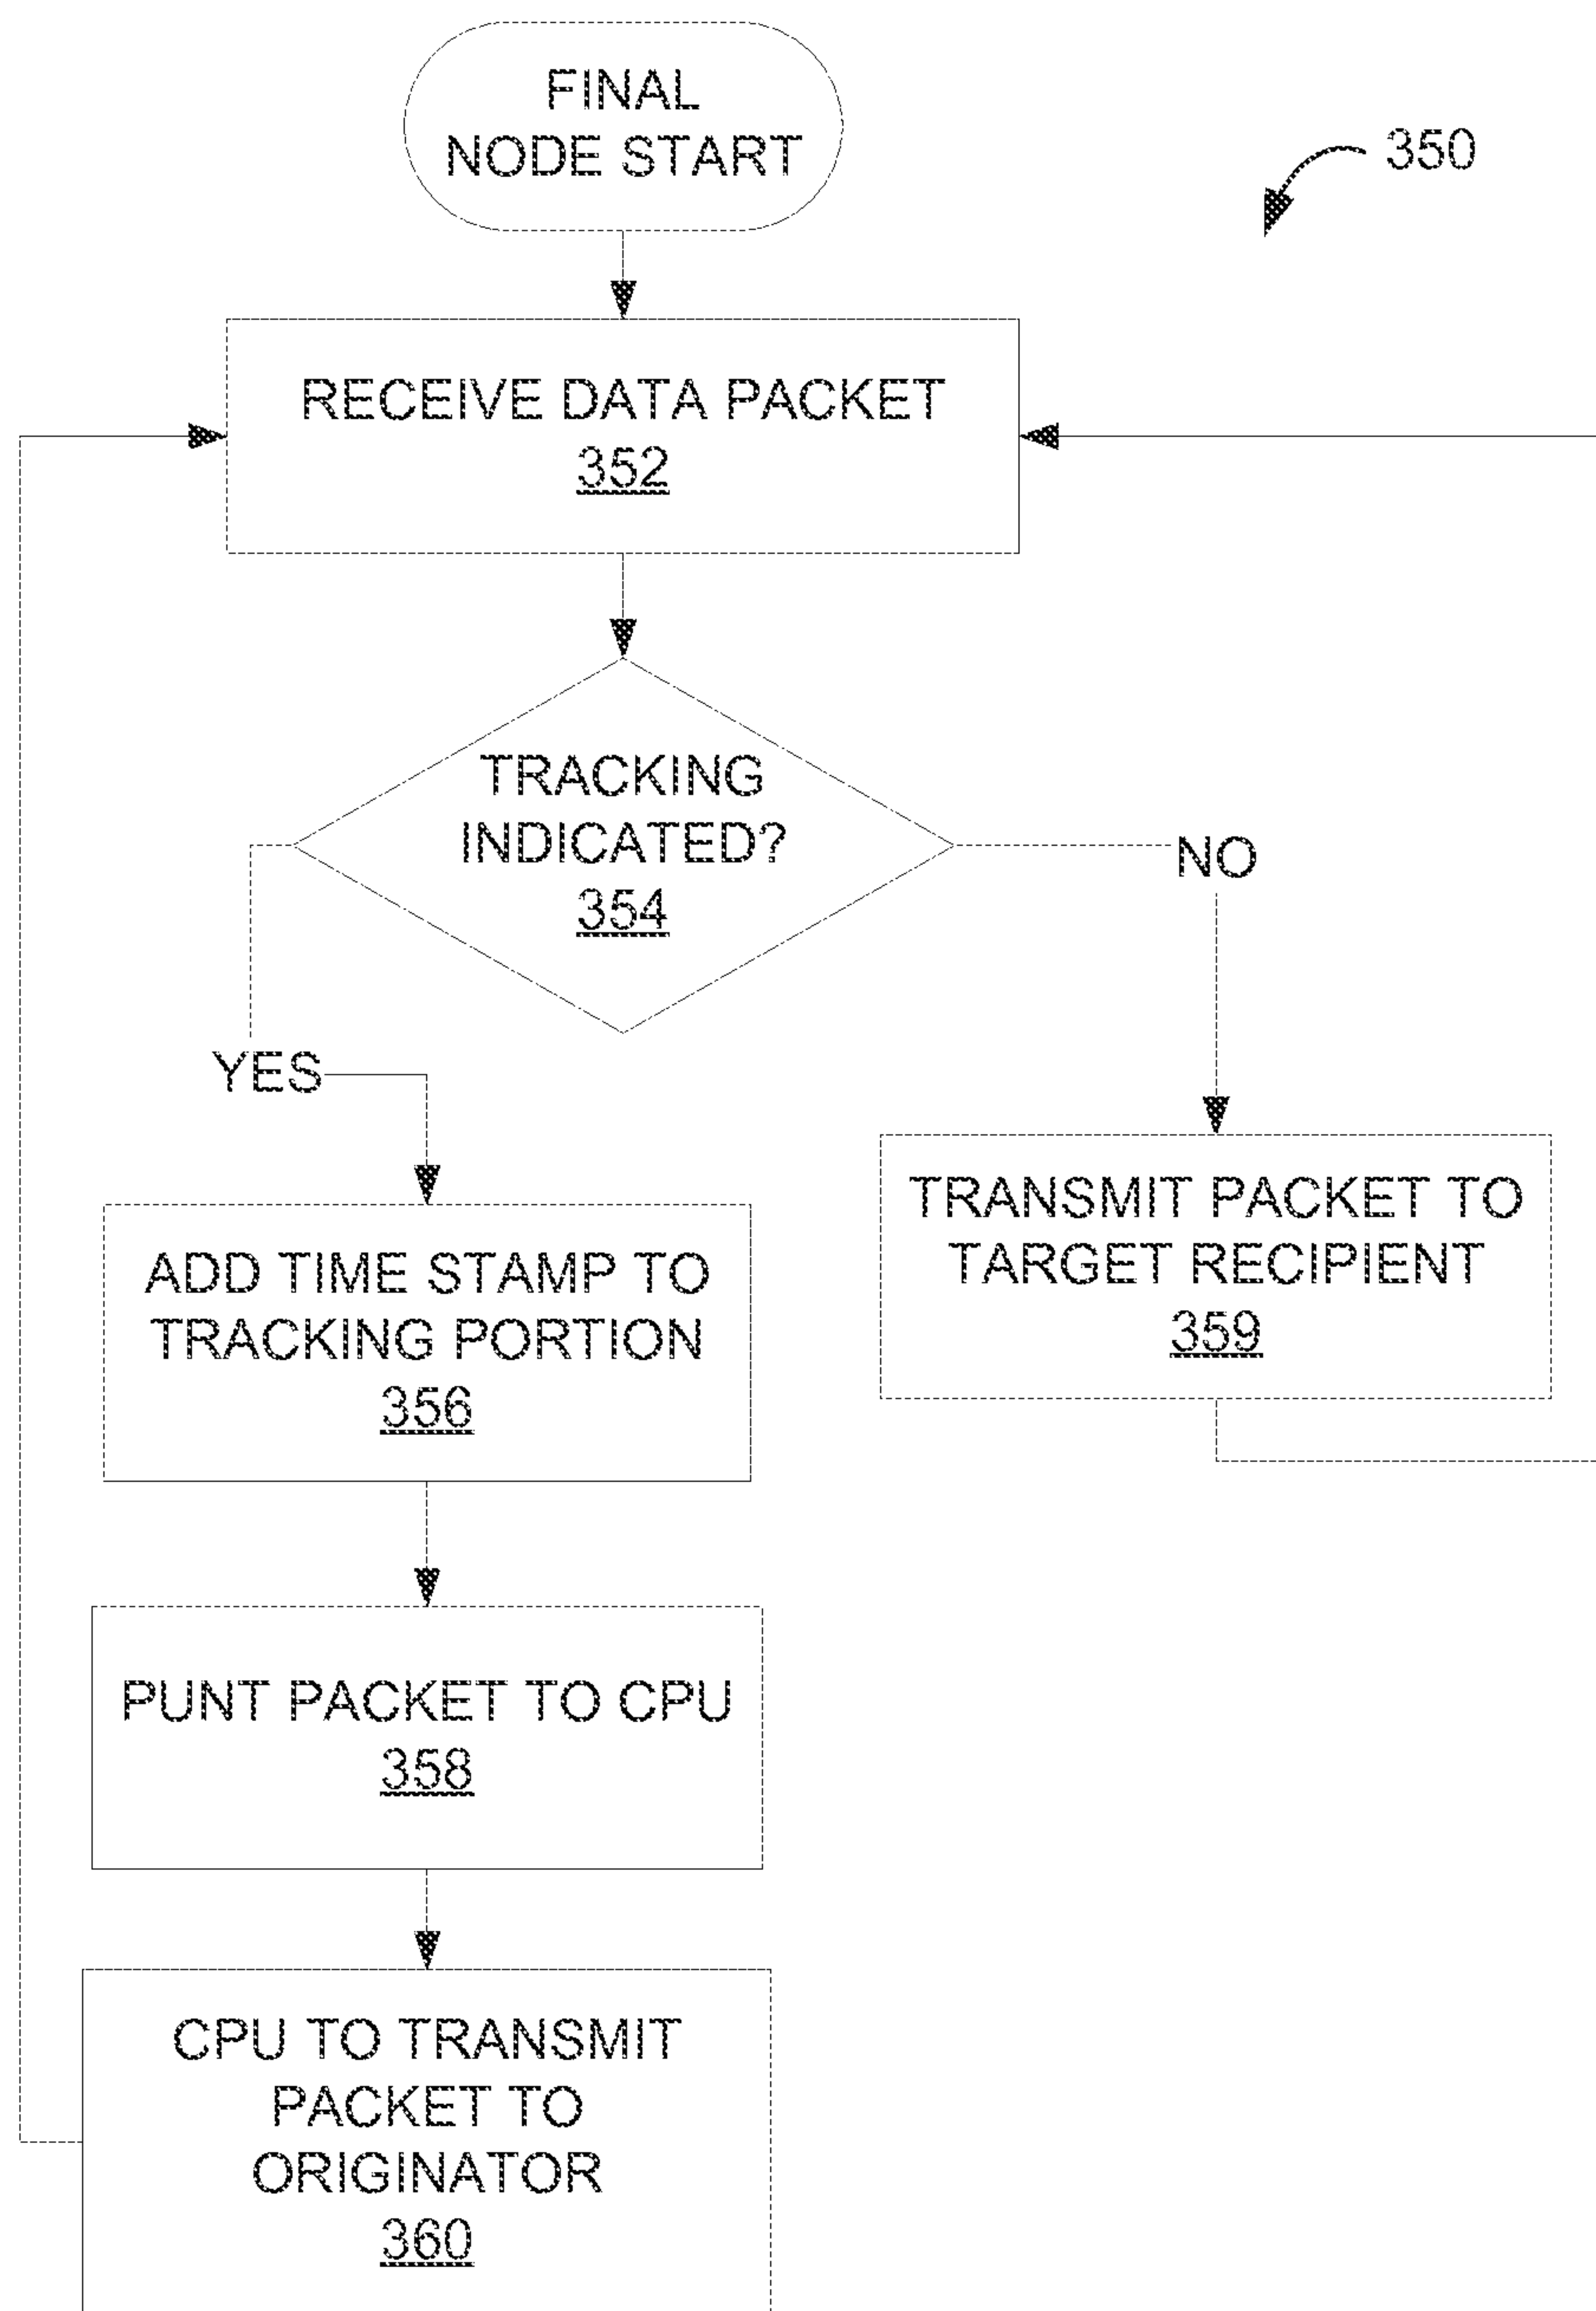 FINAL
NODE START
350
RECEIVE DATA PACKET
352
TRACKING
INDICATED?
354
NO
YES
TRANSMIT PACKET TO
TARGET RECIPIENT
359
ADD TIME STAMP TO
TRACKING PORTION
356
PUNT PACKET TO CPU
358
CPU TO TRANSMIT
PACKET TO
ORIGINATOR
360